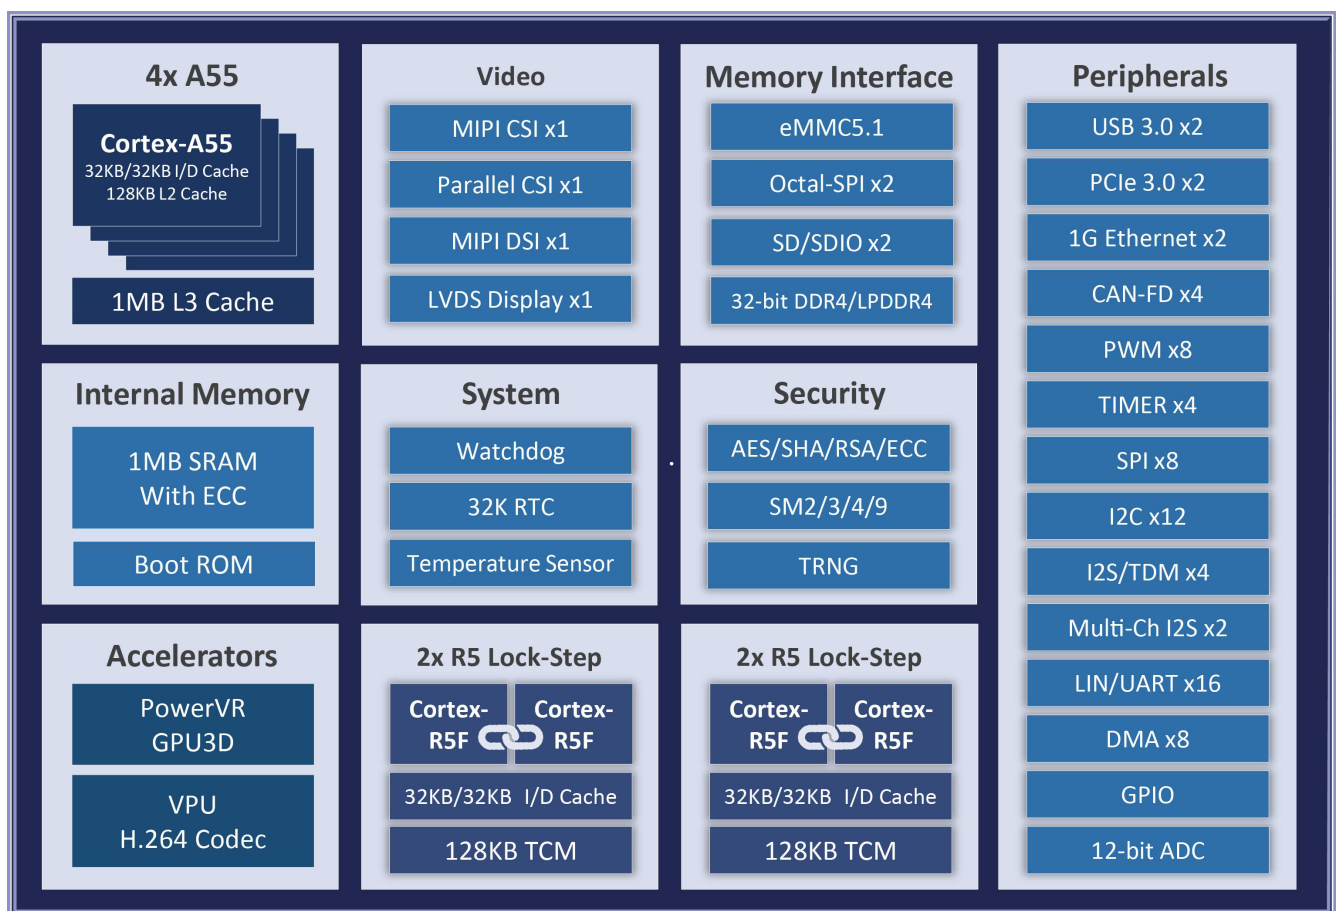 4x A55
Cortex-A55
32KB/32KB I/D Cache
128KB L2 Cache
1MB L3 Cache
Video
MIPI CSI x1
Parallel CSI x1
MIPI DSI x1
LVDS Display x1
Memory Interface
eMMC5.1
Octal-SPI x2
SD/SDIO x2
32-bit DDR4/LPDDR4
Peripherals
USB 3.0 x2
PCIe 3.0 x2
1G Ethernet x2
CAN-FD x4
PWM x8
TIMER x4
SPI x8
I2C x12
I2S/TDM x4
Multi-Ch I2S x2
LIN/UART x16
DMA x8
GPIO
12-bit ADC
Internal Memory
1MB SRAM
With ECC
Boot ROM
System
Watchdog
32K RTC
Temperature Sensor
Security
AES/SHA/RSA/ECC
SM2/3/4/9
TRNG
Accelerators
PowerVR
GPU3D
VPU
H.264 Codec
2x R5 Lock-Step
Cortex-
R5F
Cortex-
R5F
32KB/32KB I/D Cache
128KB TCM
2x R5 Lock-Step
Cortex-
R5F
Cortex-
R5F
32KB/32KB I/D Cache
128KB TCM